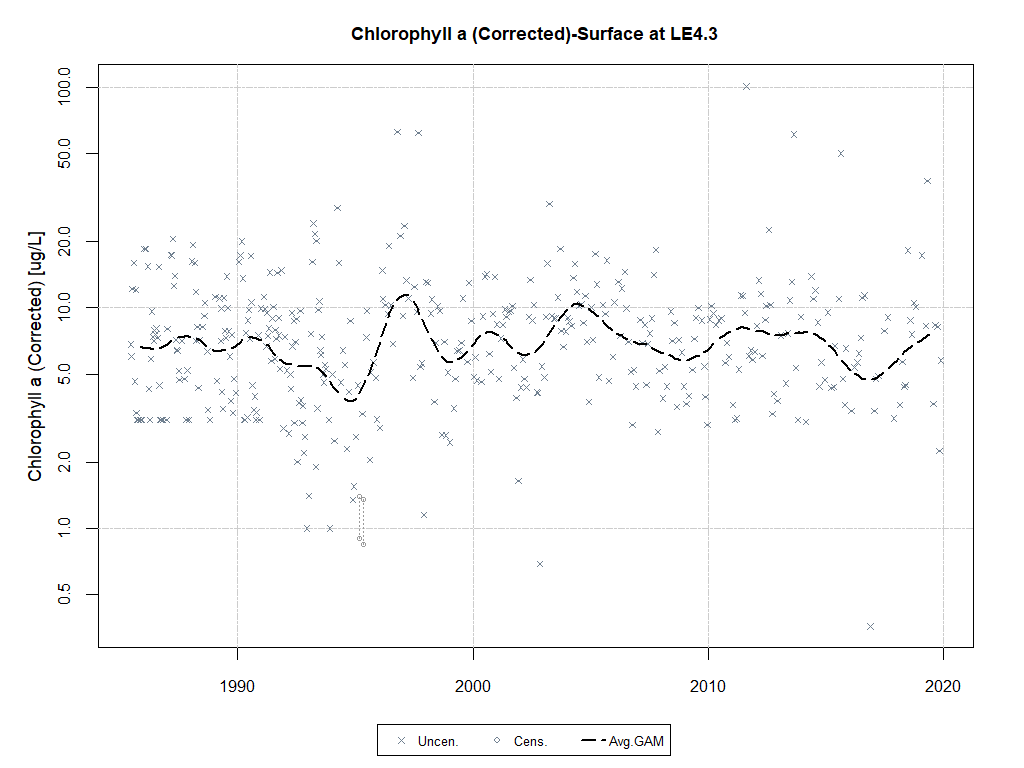 Chlorophyll a (Corrected)-Surface at LE4.3
Chlorophyll a (Corrected) [ug/L]
100.0
50.0
20.0
10.0
5.0
2.0
1.0
0.5
1990 2000 2010 2020
Uncen. Cens. Avg.GAM